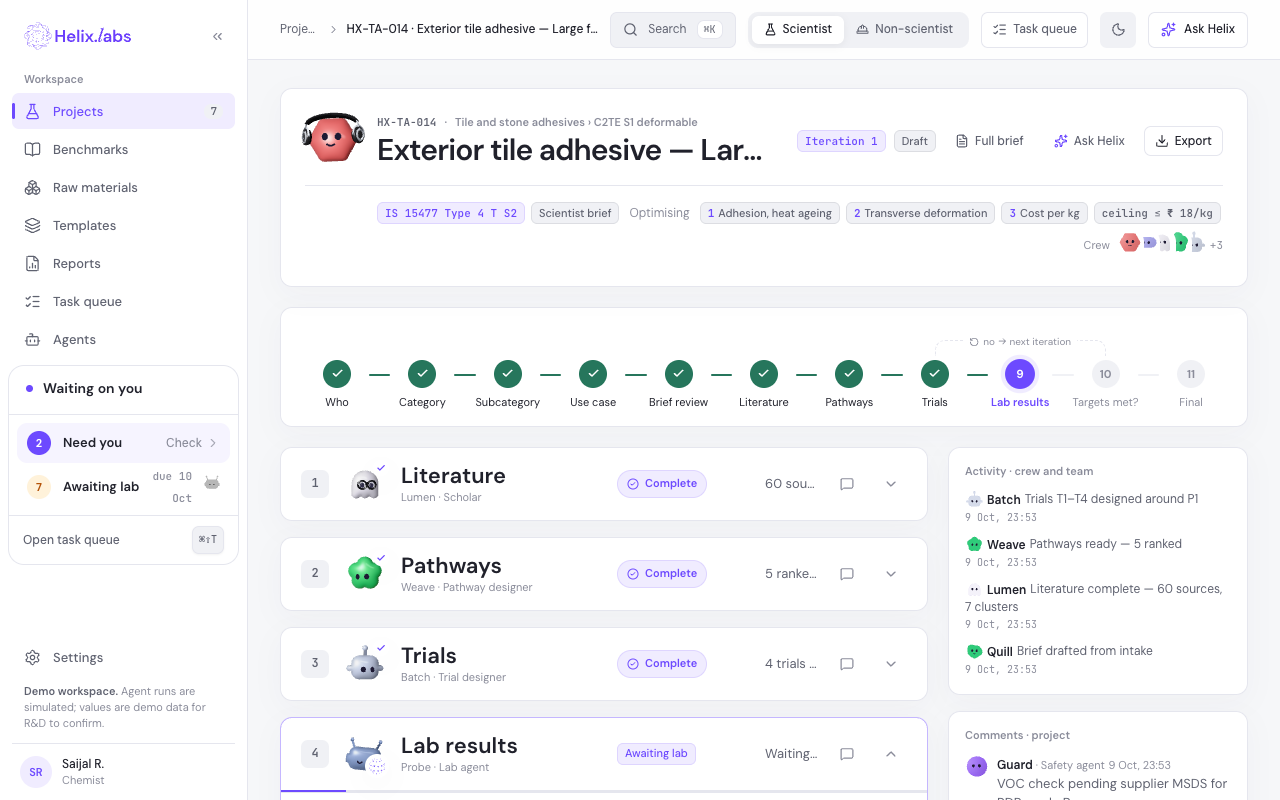 Helix.labs
Workspace
Projects 7
Benchmarks
Raw materials
Templates
Reports
Task queue
Agents
Waiting on you
2 Need you Check
7 Awaiting lab due 10 Oct
Open task queue ⌘⇧T
Settings
Demo workspace. Agent runs are
simulated; values are demo data for
R&D to confirm.
SR Saijal R.
Chemist
Proje… HX-TA-014 · Exterior tile adhesive — Large f…
Search ⌘K
Scientist Non-scientist
Task queue
Ask Helix
HX-TA-014 · Tile and stone adhesives › C2TE S1 deformable
Exterior tile adhesive — Lar…
Iteration 1 Draft Full brief Ask Helix Export
IS 15477 Type 4 T S2 Scientist brief Optimising 1 Adhesion, heat ageing 2 Transverse deformation 3 Cost per kg ceiling ≤ ₹ 18/kg
Crew +3
no → next iteration
9 10 11
Who Category Subcategory Use case Brief review Literature Pathways Trials Lab results Targets met? Final
1 Literature Complete 60 sou…
Lumen · Scholar
2 Pathways Complete 5 ranke…
Weave · Pathway designer
3 Trials Complete 4 trials …
Batch · Trial designer
4 Lab results Awaiting lab Waiting…
Probe · Lab agent
Activity · crew and team
Batch Trials T1–T4 designed around P1
9 Oct, 23:53
Weave Pathways ready — 5 ranked
9 Oct, 23:53
Lumen Literature complete — 60 sources,
7 clusters
9 Oct, 23:53
Quill Brief drafted from intake
9 Oct, 23:53
Comments · project
Guard · Safety agent 9 Oct, 23:53
VOC check pending supplier MSDS for